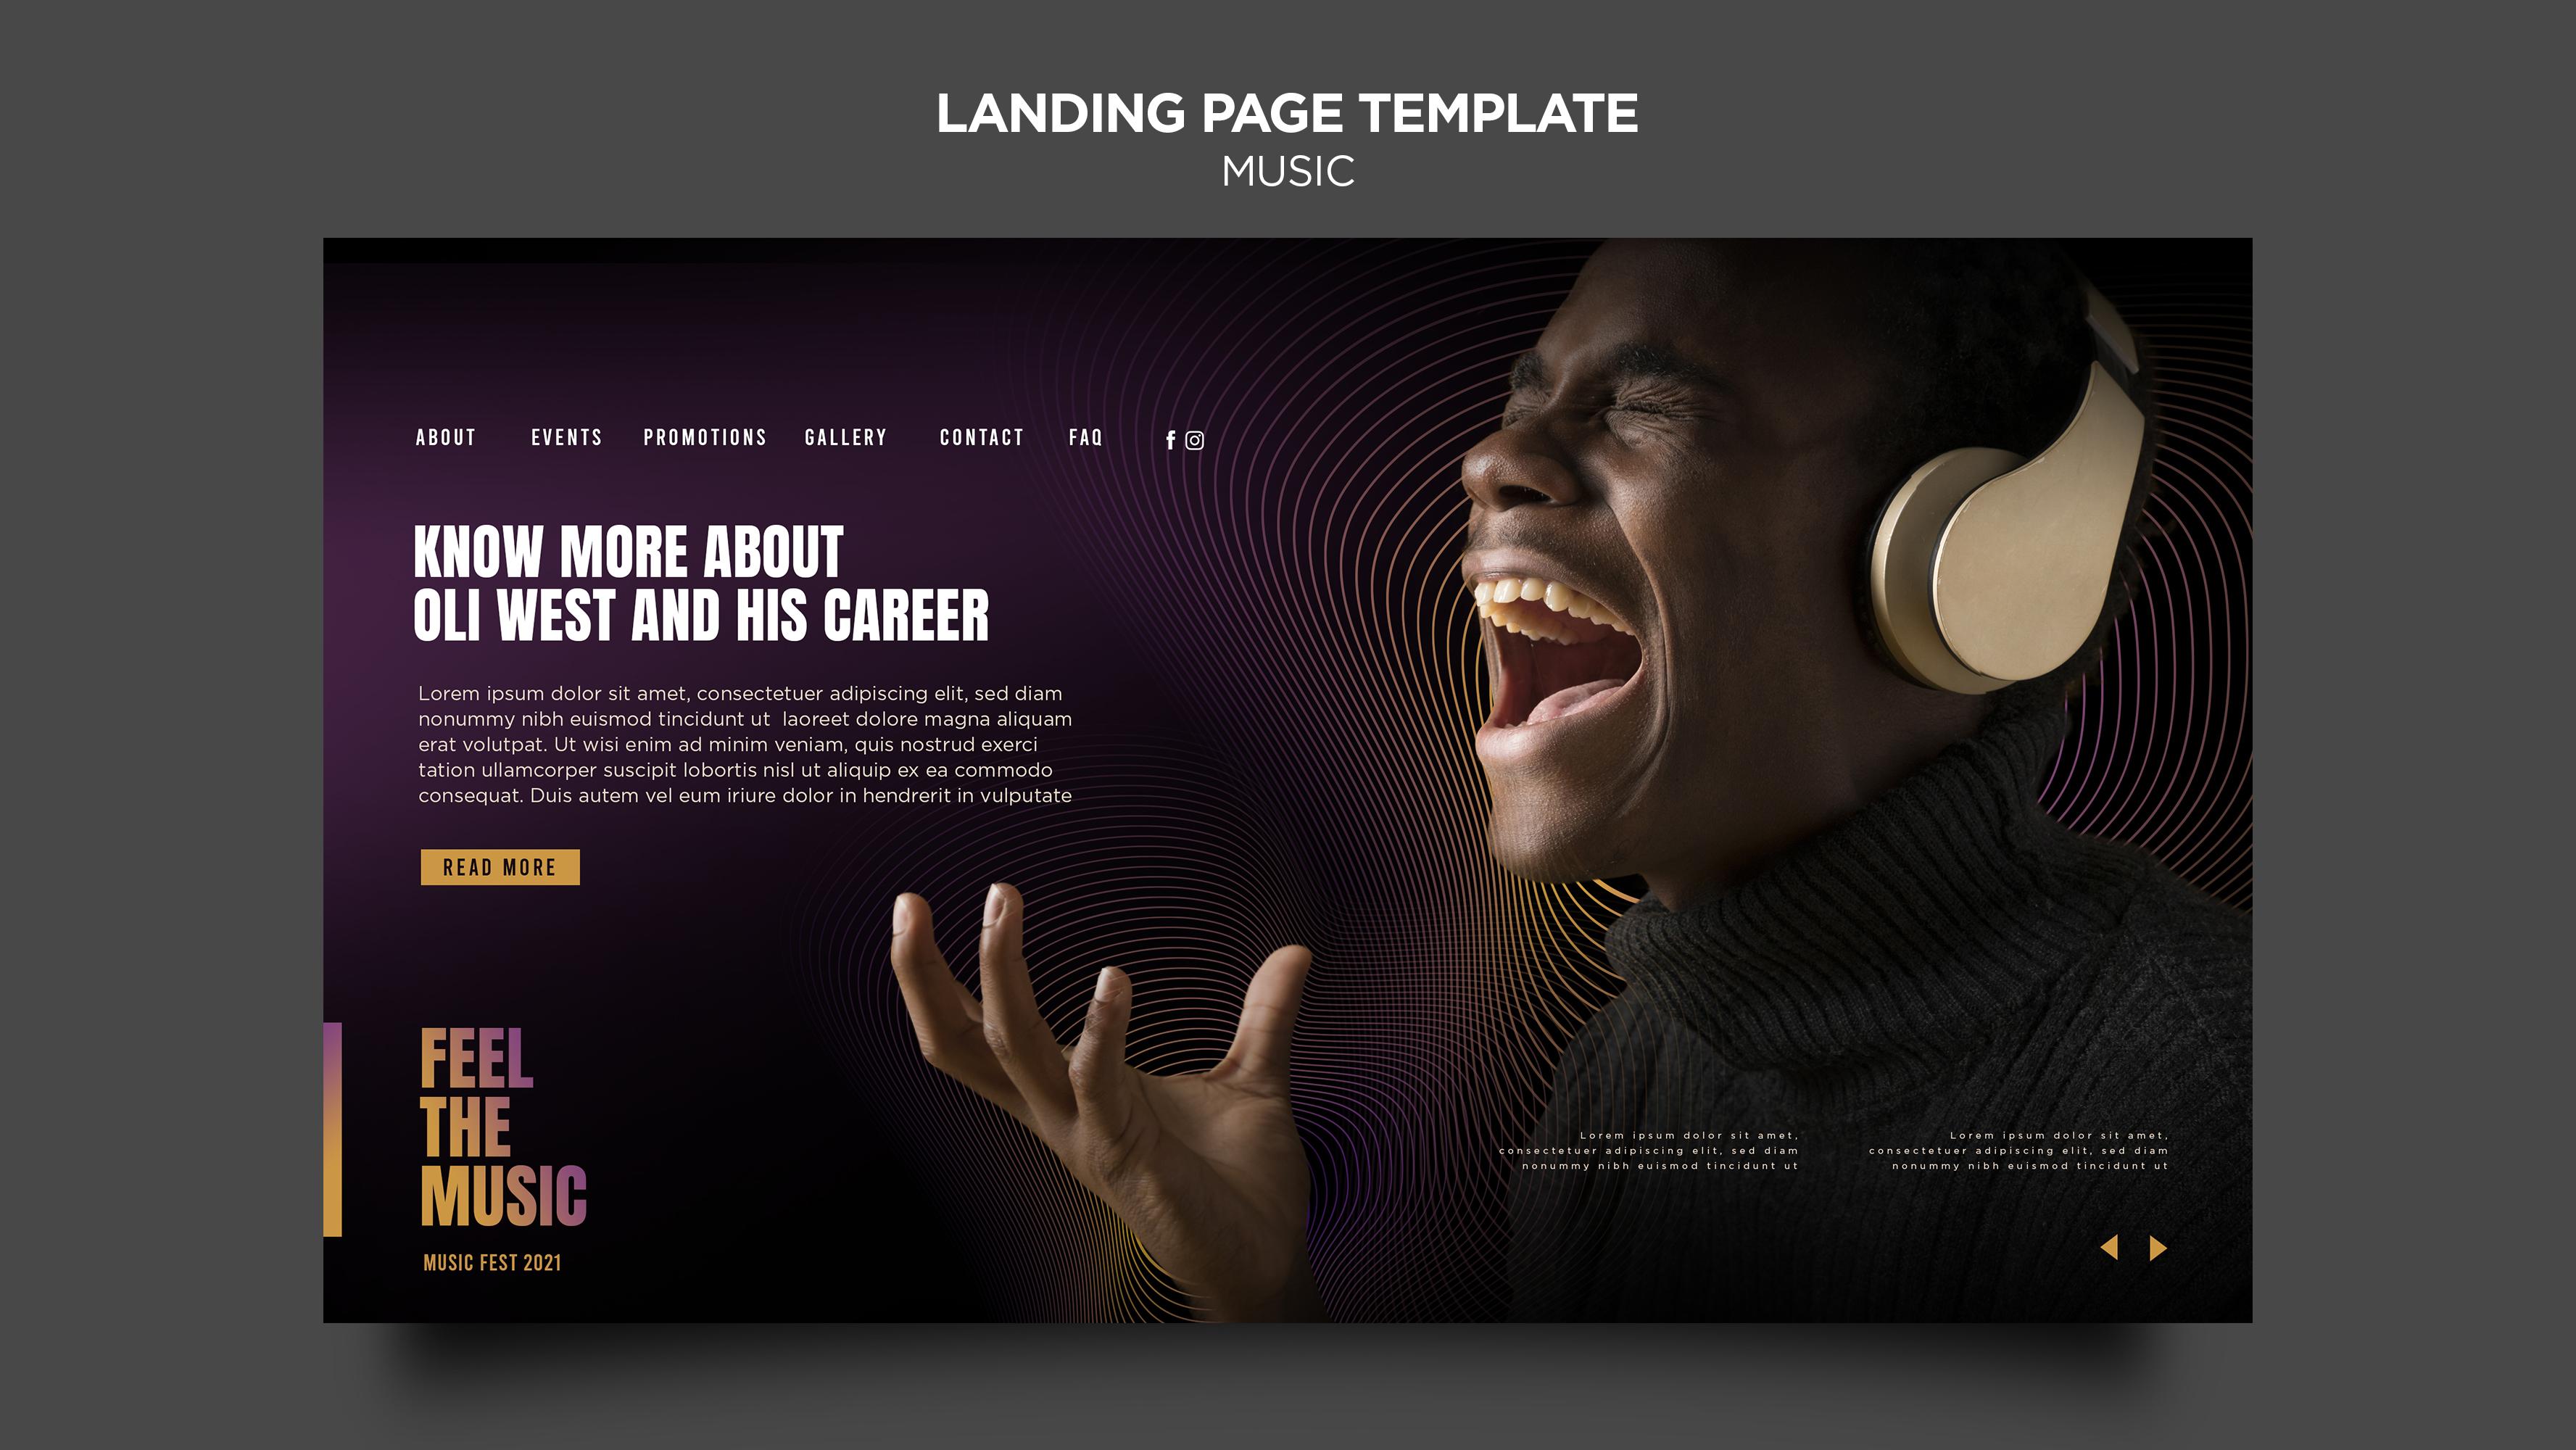 LANDING PAGE TEMPLATE
MUSIC
ABOUT EVENTS PROMOTIONS GALLERY CONTACT FAQ
KNOW MORE ABOUT
OLI WEST AND HIS CAREER
Lorem ipsum dolor sit amet, consectetuer adipiscing elit, sed diam
nonummy nibh euismod tincidunt ut laoreet dolore magna aliquam
erat volutpat. Ut wisi enim ad minim veniam, quis nostrud exerci
tation ullamcorper suscipit lobortis nisl ut aliquip ex ea commodo
consequat. Duis autem vel eum iriure dolor in hendrerit in vulputate
READ MORE
FEEL
THE
MUSIC
MUSIC FEST 2021
Lorem ipsum dolor sit amet,
consectetuer adipiscing elit, sed diam
nonummy nibh euismod tincidunt ut
Lorem ipsum dolor sit amet,
consectetuer adipiscing elit, sed diam
nonummy nibh euismod tincidunt ut